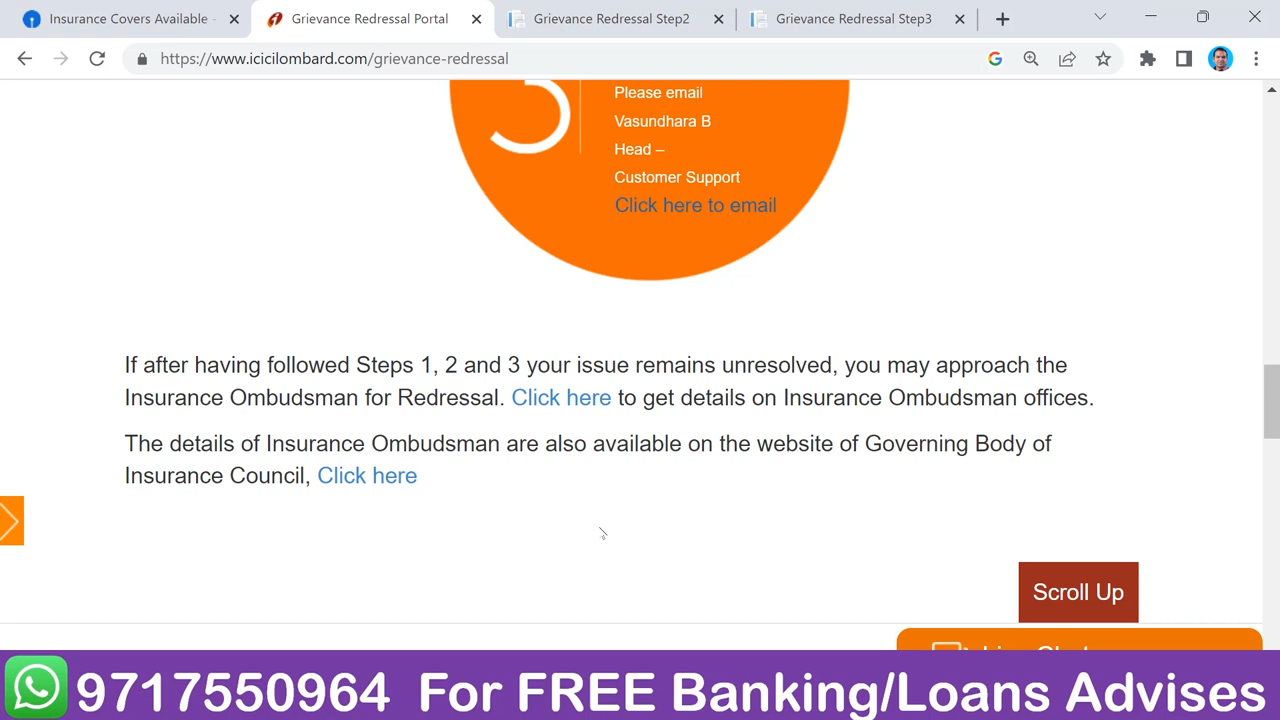 Insurance Covers Available -
Grievance Redressal Portal
Grievance Redressal Step2
Grievance Redressal Step3
https://www.icicilombard.com/grievance-redressal
3
Please email
Vasundhara B
Head –
Customer Support
Click here to email
If after having followed Steps 1, 2 and 3 your issue remains unresolved, you may approach the
Insurance Ombudsman for Redressal. Click here to get details on Insurance Ombudsman offices.
The details of Insurance Ombudsman are also available on the website of Governing Body of
Insurance Council, Click here
Scroll Up
Live Chat
9717550964 For FREE Banking/Loans Advises